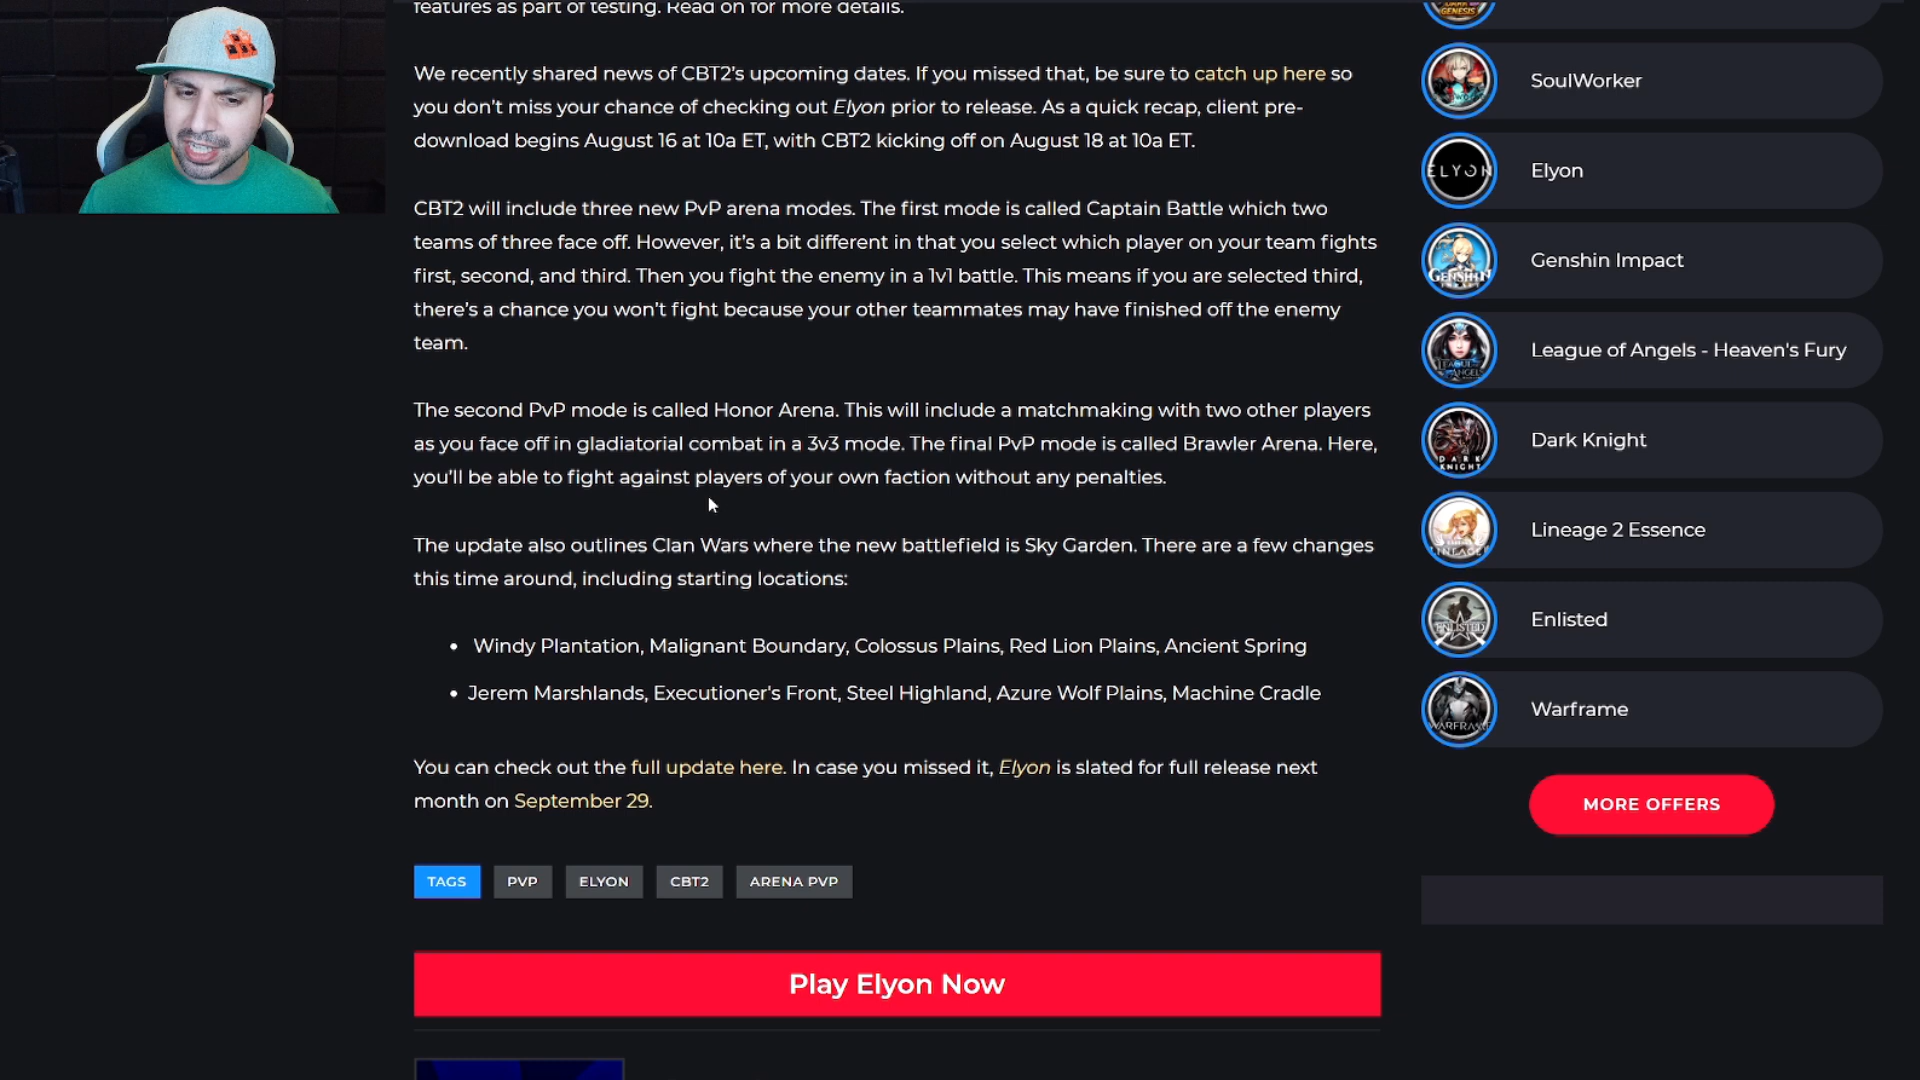 features as part of testing. Read on for more details.
We recently shared news of CBT2's upcoming dates. If you missed that, be sure to catch up here so
you don't miss your chance of checking out Elyon prior to release. As a quick recap, client pre-
download begins August 16 at 10a ET, with CBT2 kicking off on August 18 at 10a ET.
CBT2 will include three new PvP arena modes. The first mode is called Captain Battle which two
teams of three face off. However, it's a bit different in that you select which player on your team fights
first, second, and third. Then you fight the enemy in a 1v1 battle. This means if you are selected third,
there's a chance you won't fight because your other teammates may have finished off the enemy
team.
The second PvP mode is called Honor Arena. This will include a matchmaking with two other players
as you face off in gladiatorial combat in a 3v3 mode. The final PvP mode is called Brawler Arena. Here,
you'll be able to fight against players of your own faction without any penalties.
The update also outlines Clan Wars where the new battlefield is Sky Garden. There are a few changes
this time around, including starting locations:
• Windy Plantation, Malignant Boundary, Colossus Plains, Red Lion Plains, Ancient Spring
• Jerem Marshlands, Executioner's Front, Steel Highland, Azure Wolf Plains, Machine Cradle
You can check out the full update here. In case you missed it, Elyon is slated for full release next
month on September 29.
TAGS PVP ELYON CBT2 ARENA PVP
Play Elyon Now
GENESIS
SoulWorker
ELYON
Elyon
GENSHIN
Genshin Impact
League of Angels - Heaven's Fury
DARK
KNIGHT
Dark Knight
Lineage 2 Essence
ENLISTED
Enlisted
WARFRAME
Warframe
MORE OFFERS